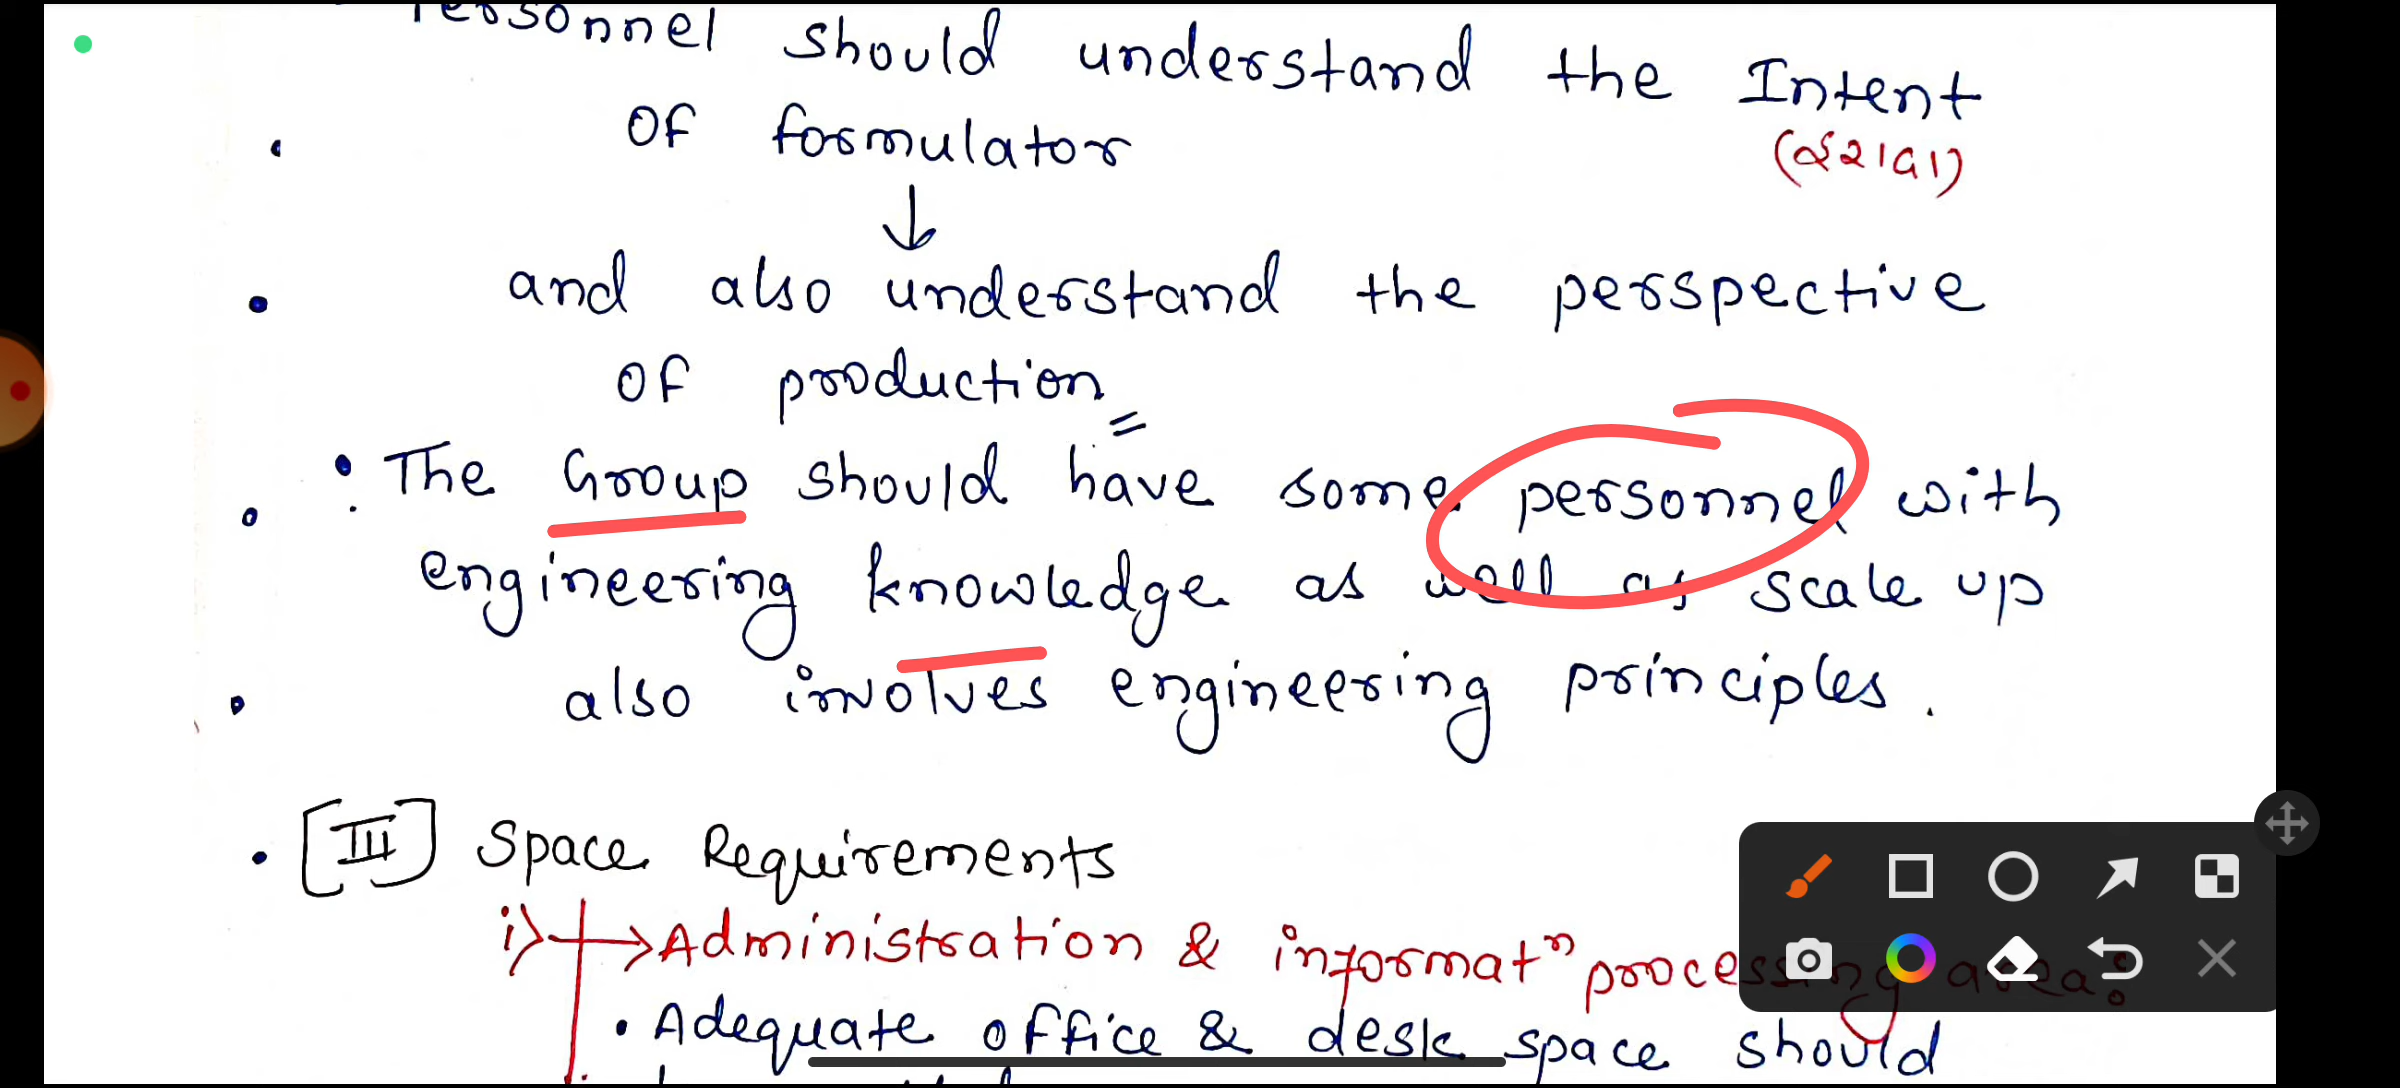 Personnel should understand the Intent
(इरादा)
of formulator
↓
and also understand the perspective
of production
The Group should have some personnel with
engineering knowledge as well as scale up
also involves engineering principles.
[III] Space Requirements
i) → Administration & informatⁿ processing area:
• Adequate office & desk space should